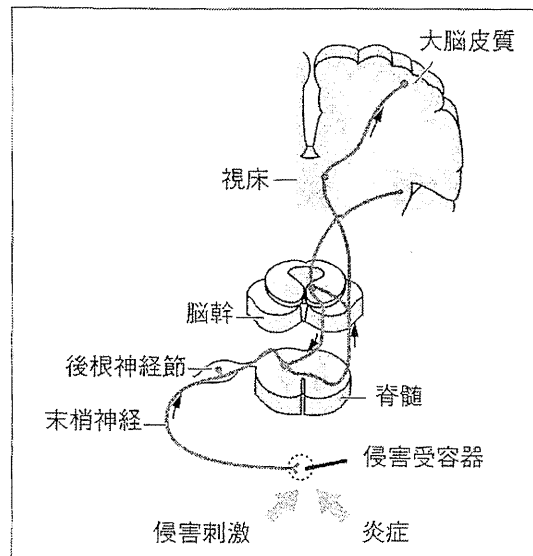 大脳皮質
視床
脳幹
後根神経節
脊髄
末梢神経
侵害受容器
侵害刺激
炎症